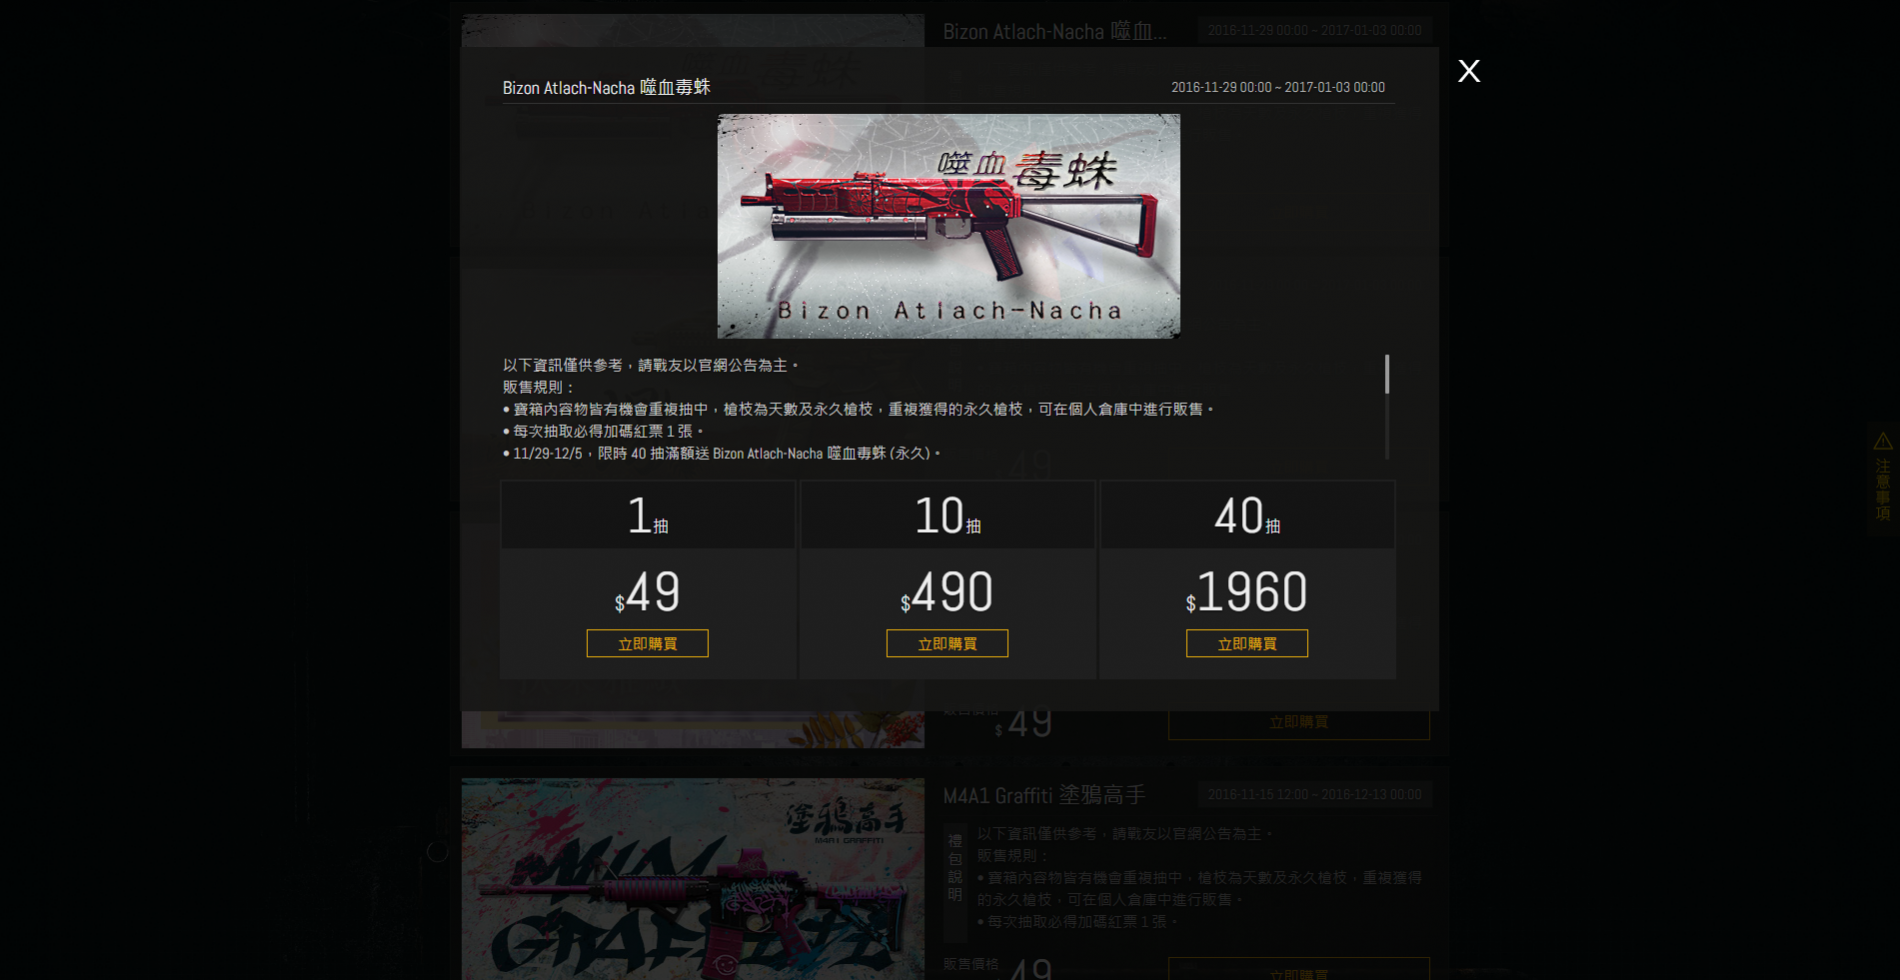 Bizon Atlach-Nacha 噬血...
2016-11-29 00:00 ~ 2017-01-03 00:00
X
Bizon Atlach-Nacha 噬血毒蛛
2016-11-29 00:00 ~ 2017-01-03 00:00
噬血毒蛛
Bizon Atlach-Nacha
以下資訊僅供參考，請戰友以官網公告為主。
販售規則：
• 寶箱內容物皆有機會重複抽中，槍枝為天數及永久槍枝，重複獲得的永久槍枝，可在個人倉庫中進行販售。
• 每次抽取必得加碼紅票 1 張。
• 11/29-12/5，限時 40 抽滿額送 Bizon Atlach-Nacha 噬血毒蛛 (永久)。
注意事項
1抽
10抽
40抽
$49
$490
$1960
立即購買
立即購買
立即購買
$49
立即購買
塗鴉高手
M4A1 GRAFFITI
M4A1 Graffiti 塗鴉高手
2016-11-15 12:00 ~ 2016-12-13 00:00
禮包說明
以下資訊僅供參考，請戰友以官網公告為主。
販售規則：
• 寶箱內容物皆有機會重複抽中，槍枝為天數及永久槍枝，重複獲得
的永久槍枝，可在個人倉庫中進行販售。
• 每次抽取必得加碼紅票 1 張。
販售價格
49
立即購買